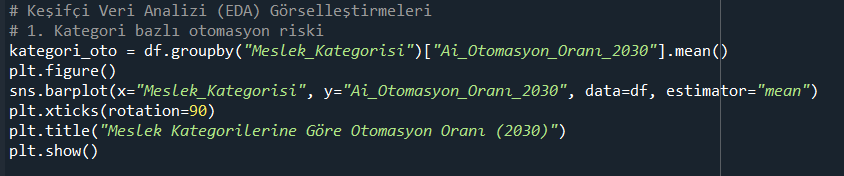 # Keşifçi Veri Analizi (EDA) Görselleştirmeleri
# 1. Kategori bazlı otomasyon riski
kategori_oto = df.groupby("Meslek_Kategorisi")["Ai_Otomasyon_Oranı_2030"].mean()
plt.figure()
sns.barplot(x="Meslek_Kategorisi", y="Ai_Otomasyon_Oranı_2030", data=df, estimator="mean")
plt.xticks(rotation=90)
plt.title("Meslek Kategorilerine Göre Otomasyon Oranı (2030)")
plt.show()